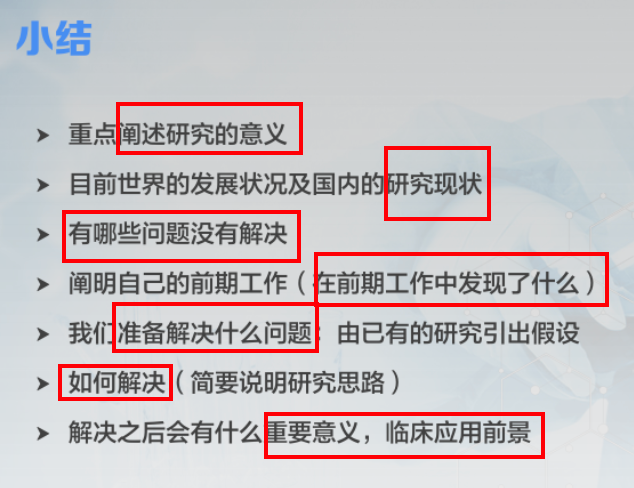 小结
重点阐述研究的意义
目前世界的发展状况及国内的研究现状
有哪些问题没有解决
阐明自己的前期工作（在前期工作中发现了什么）
我们准备解决什么问题：由已有的研究引出假设
如何解决（简要说明研究思路）
解决之后会有什么重要意义，临床应用前景